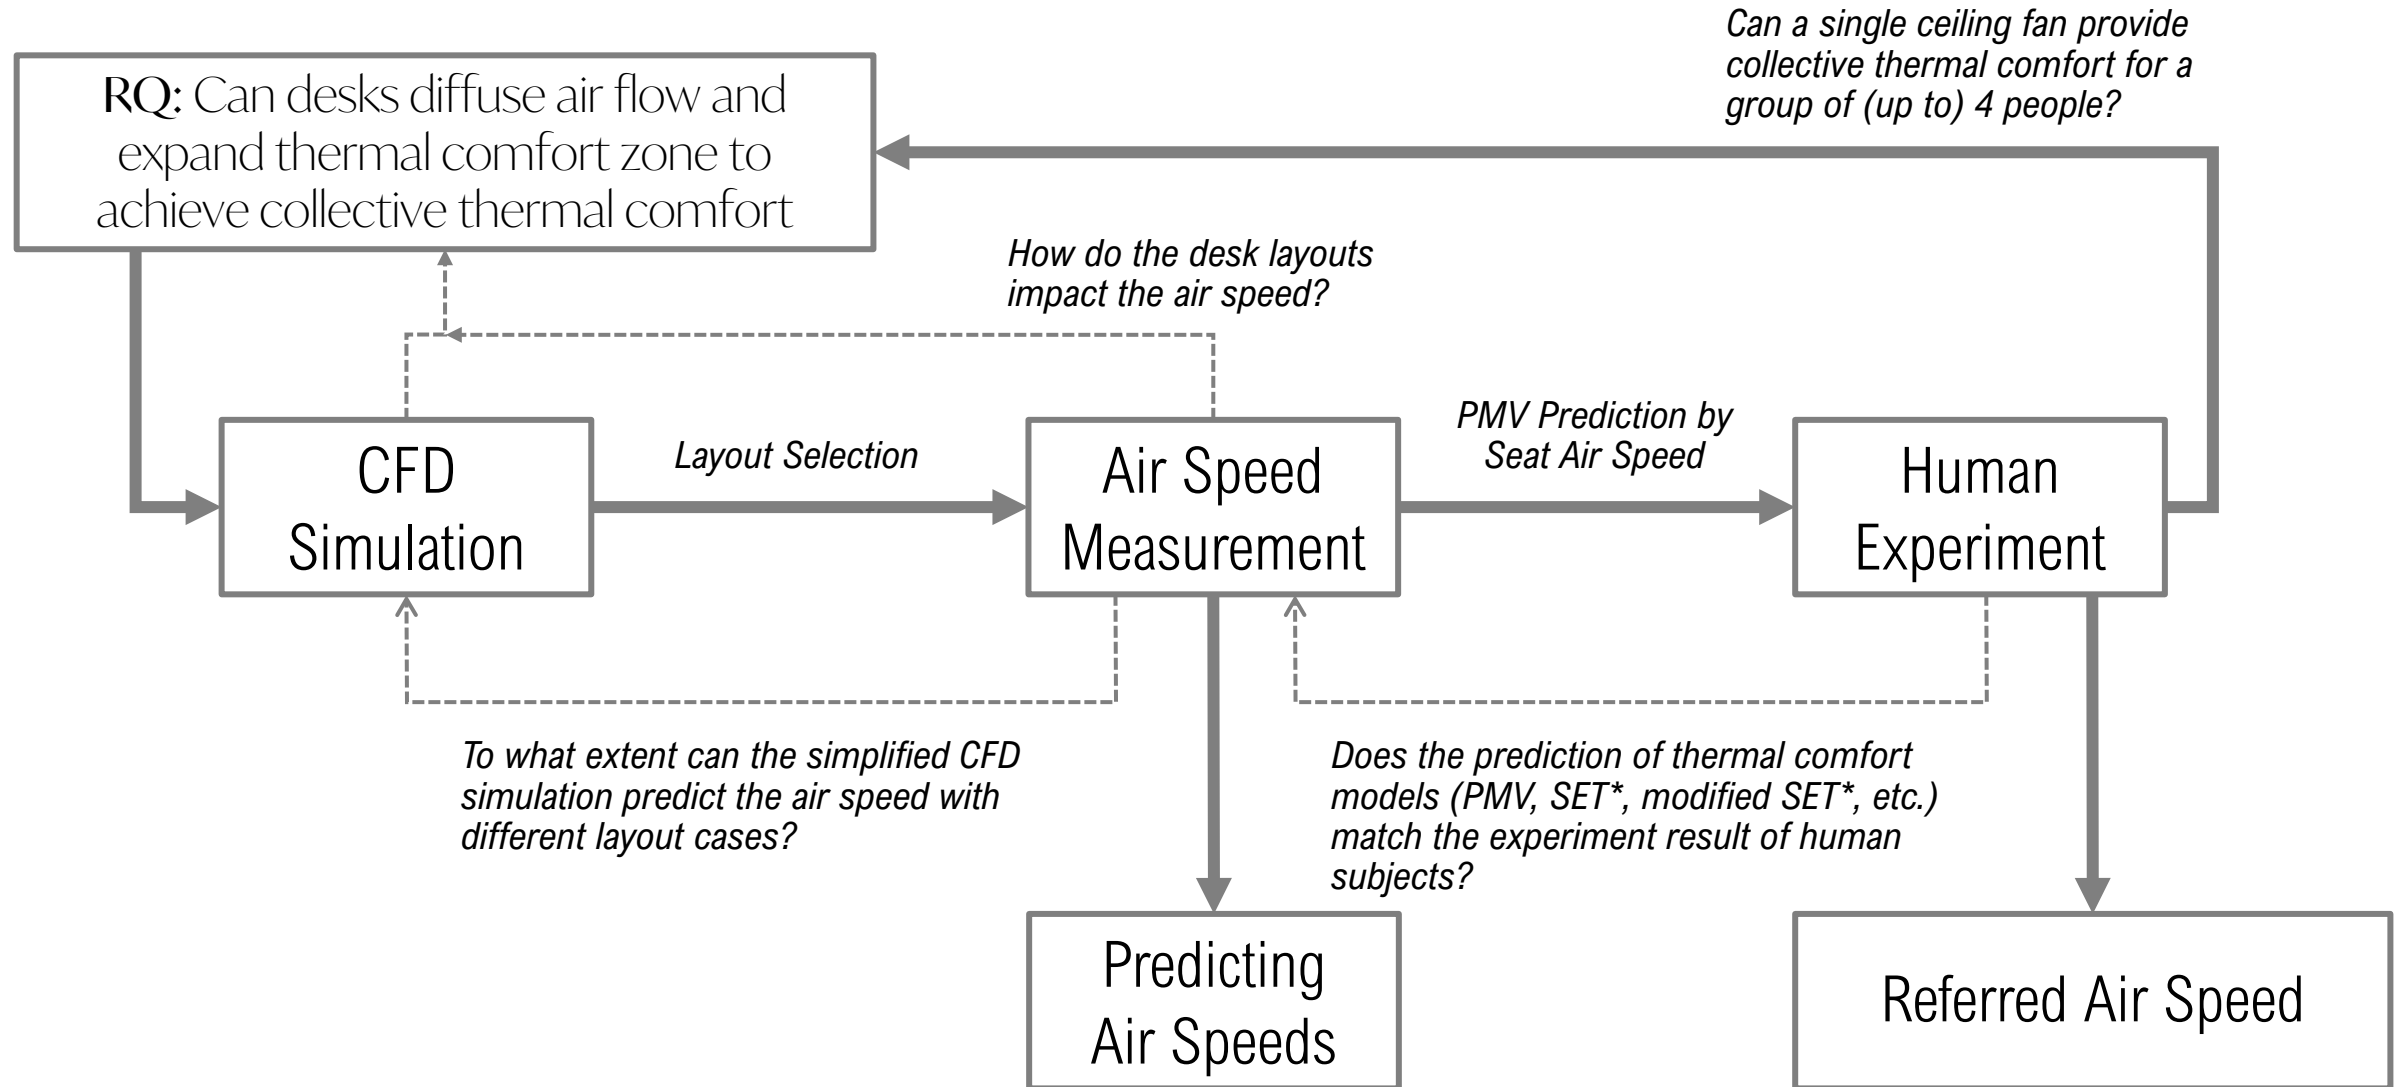 Can a single ceiling fan provide
collective thermal comfort for a
group of (up to) 4 people?
RQ: Can desks diffuse air flow and
expand thermal comfort zone to
achieve collective thermal comfort
How do the desk layouts
impact the air speed?
CFD
Simulation
Layout Selection
Air Speed
Measurement
PMV Prediction by
Seat Air Speed
Human
Experiment
To what extent can the simplified CFD
simulation predict the air speed with
different layout cases?
Does the prediction of thermal comfort
models (PMV, SET*, modified SET*, etc.)
match the experiment result of human
subjects?
Predicting
Air Speeds
Referred Air Speed